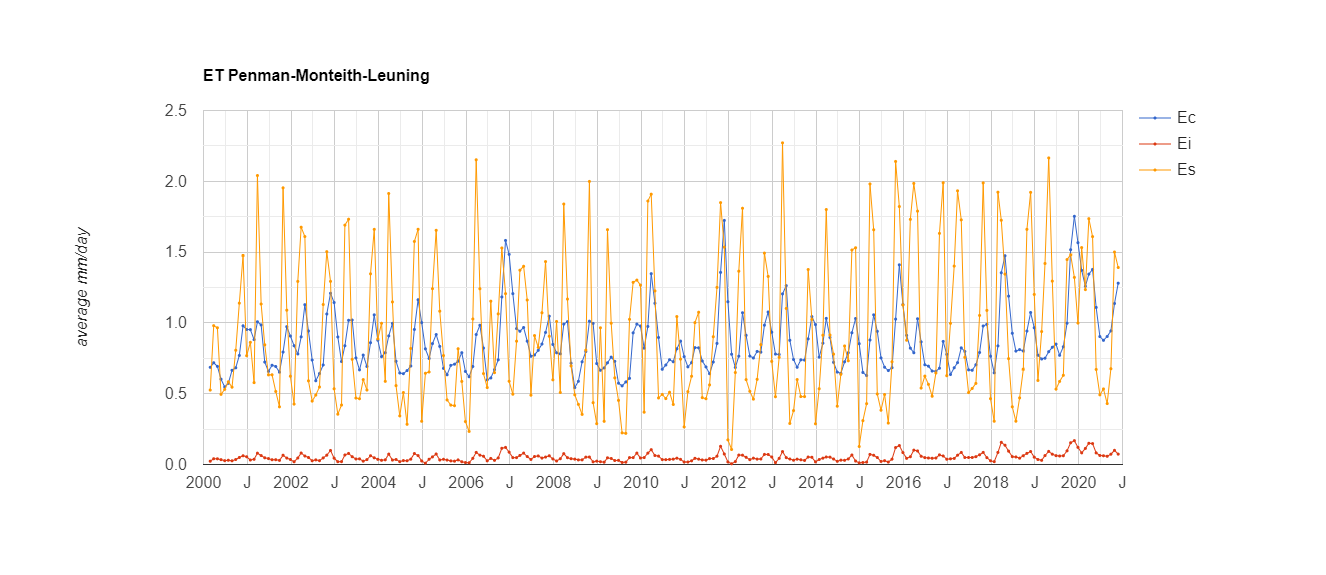 ET Penman-Monteith-Leuning
2.5
2.0
1.5
1.0
0.5
0.0
average mm/day
2000 J 2002 J 2004 J 2006 J 2008 J 2010 J 2012 J 2014 J 2016 J 2018 J 2020 J
Ec
Ei
Es